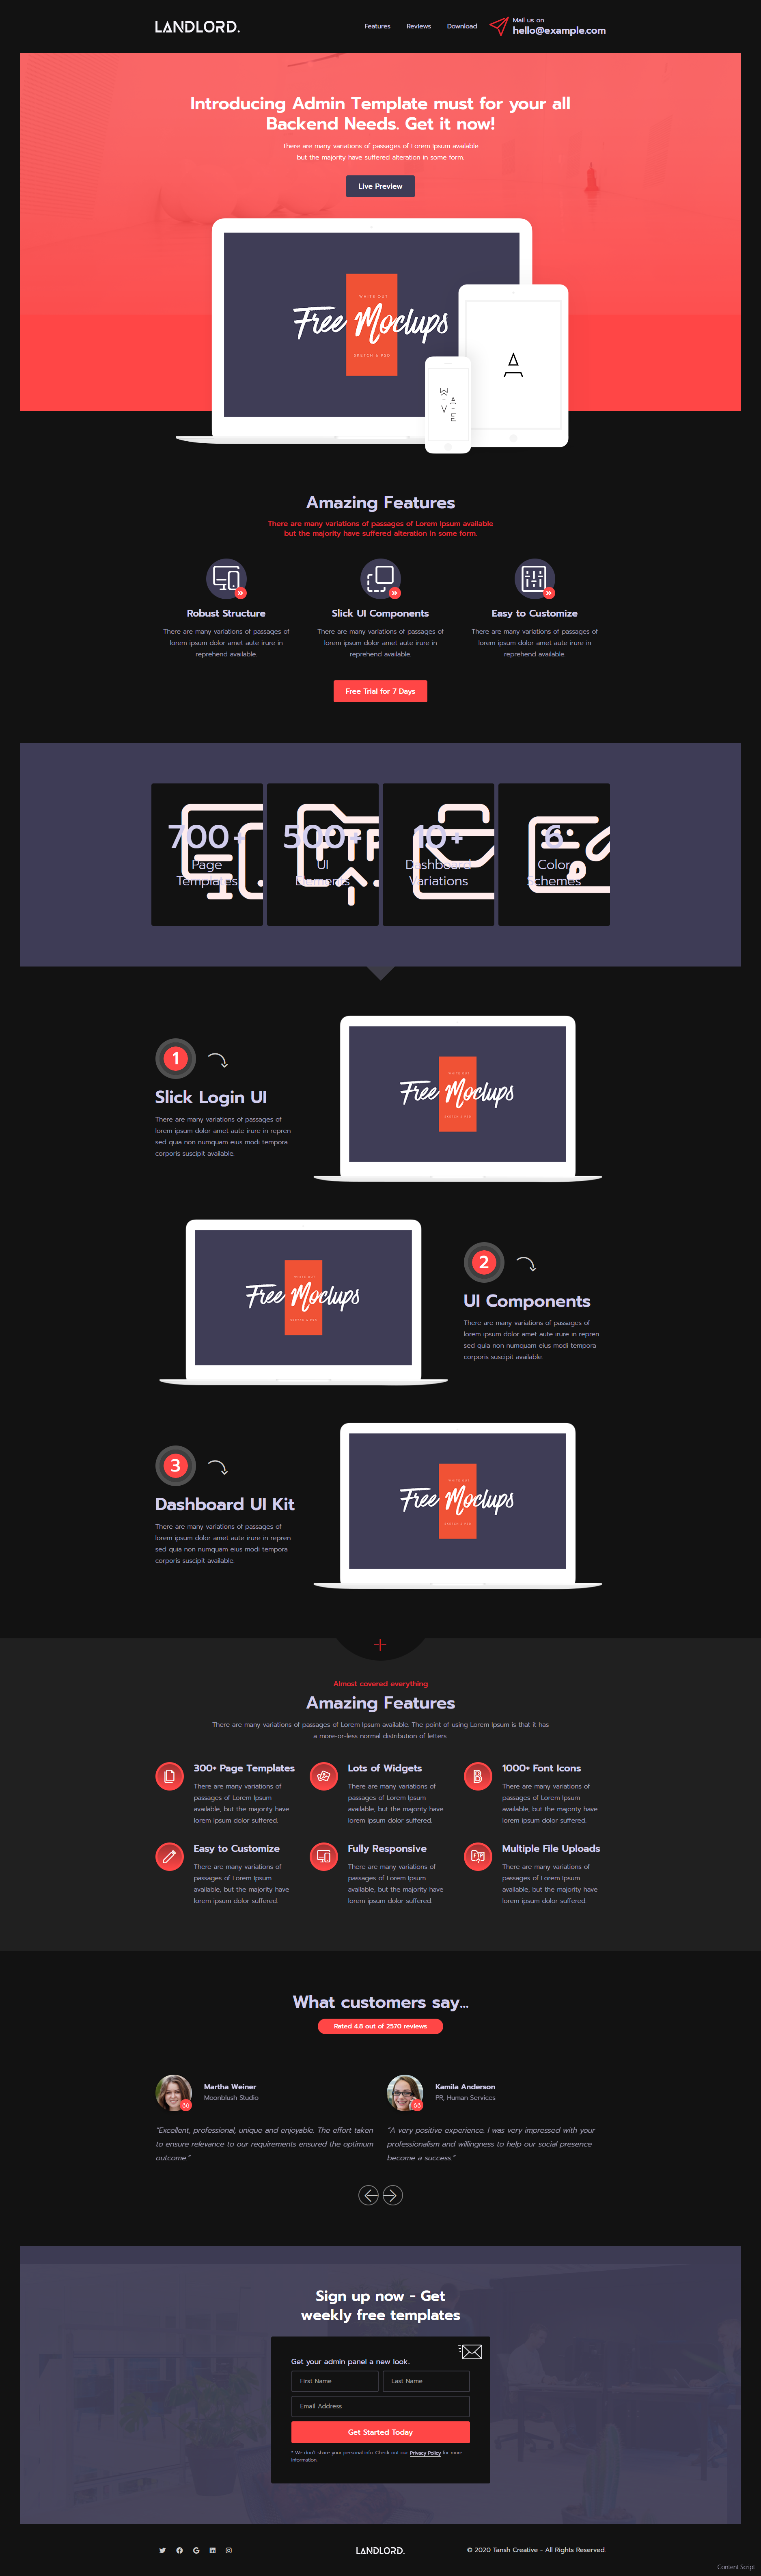 LANDLORD.
Features Reviews Download
Mail us on
hello@example.com
Introducing Admin Template must for your all
Backend Needs. Get it now!
There are many variations of passages of Lorem Ipsum available
but the majority have suffered alteration in some form.
Live Preview
WHITE OUT
Free Moclups
SKETCH & PSD
Amazing Features
There are many variations of passages of Lorem Ipsum available
but the majority have suffered alteration in some form.
Robust Structure
There are many variations of passages of
lorem ipsum dolor amet aute irure in
reprehend available.
Slick UI Components
There are many variations of passages of
lorem ipsum dolor amet aute irure in
reprehend available.
Easy to Customize
There are many variations of passages of
lorem ipsum dolor amet aute irure in
reprehend available.
Free Trial for 7 Days
700+
Page
Templates
500+
UI
Elements
10+
Dashboard
Variations
6
Color
Schemes
1
Slick Login UI
There are many variations of passages of
lorem ipsum dolor amet aute irure in repren
sed quia non numquam eius modi tempora
corporis suscipit available.
WHITE OUT
Free Moclups
SKETCH & PSD
WHITE OUT
Free Moclups
SKETCH & PSD
2
UI Components
There are many variations of passages of
lorem ipsum dolor amet aute irure in repren
sed quia non numquam eius modi tempora
corporis suscipit available.
3
Dashboard UI Kit
There are many variations of passages of
lorem ipsum dolor amet aute irure in repren
sed quia non numquam eius modi tempora
corporis suscipit available.
WHITE OUT
Free Moclups
SKETCH & PSD
Almost covered everything
Amazing Features
There are many variations of passages of Lorem Ipsum available. The point of using Lorem Ipsum is that it has
a more-or-less normal distribution of letters.
300+ Page Templates
There are many variations of
passages of Lorem Ipsum
available, but the majority have
lorem ipsum dolor suffered.
Lots of Widgets
There are many variations of
passages of Lorem Ipsum
available, but the majority have
lorem ipsum dolor suffered.
1000+ Font Icons
There are many variations of
passages of Lorem Ipsum
available, but the majority have
lorem ipsum dolor suffered.
Easy to Customize
There are many variations of
passages of Lorem Ipsum
available, but the majority have
lorem ipsum dolor suffered.
Fully Responsive
There are many variations of
passages of Lorem Ipsum
available, but the majority have
lorem ipsum dolor suffered.
Multiple File Uploads
There are many variations of
passages of Lorem Ipsum
available, but the majority have
lorem ipsum dolor suffered.
What customers say...
Rated 4.8 out of 2570 reviews
Martha Weiner
Moonblush Studio
"Excellent, professional, unique and enjoyable. The effort taken
to ensure relevance to our requirements ensured the optimum
outcome."
Kamila Anderson
PR, Human Services
"A very positive experience. I was very impressed with your
professionalism and willingness to help our social presence
become a success."
Sign up now - Get
weekly free templates
Get your admin panel a new look..
First Name
Last Name
Email Address
Get Started Today
* We don't share your personal info. Check out our Privacy Policy for more
information.
LANDLORD.
© 2020 Tansh Creative - All Rights Reserved.
Content Script